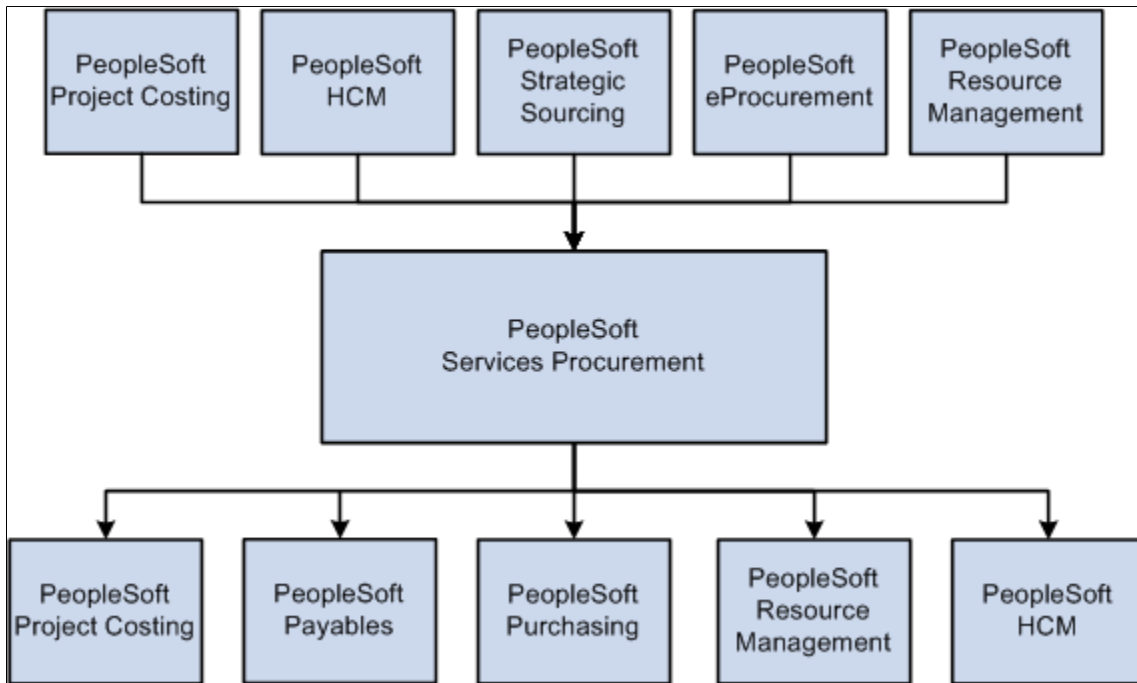 PeopleSoft
Project Costing
PeopleSoft
HCM
PeopleSoft
Strategic
Sourcing
PeopleSoft
eProcurement
PeopleSoft
Resource
Management
PeopleSoft
Services Procurement
PeopleSoft
Project Costing
PeopleSoft
Payables
PeopleSoft
Purchasing
PeopleSoft
Resource
Management
PeopleSoft
HCM